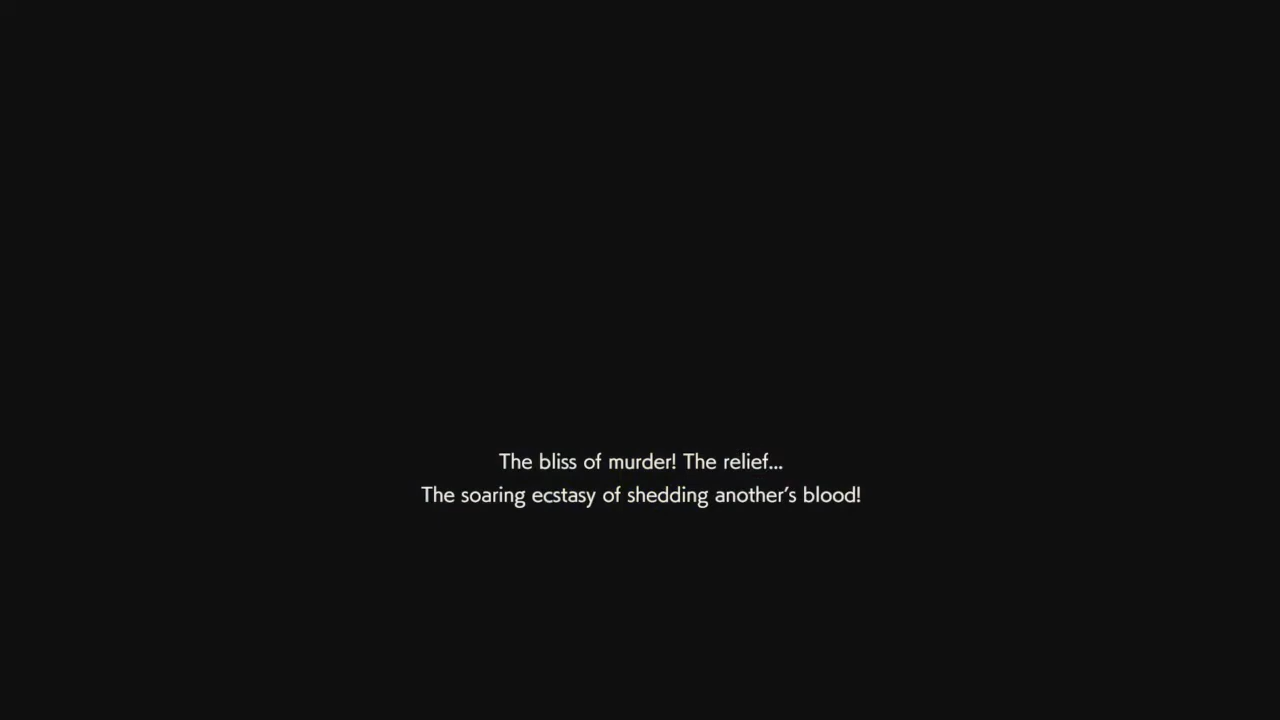 The bliss of murder! The relief...
The soaring ecstasy of shedding another's blood!